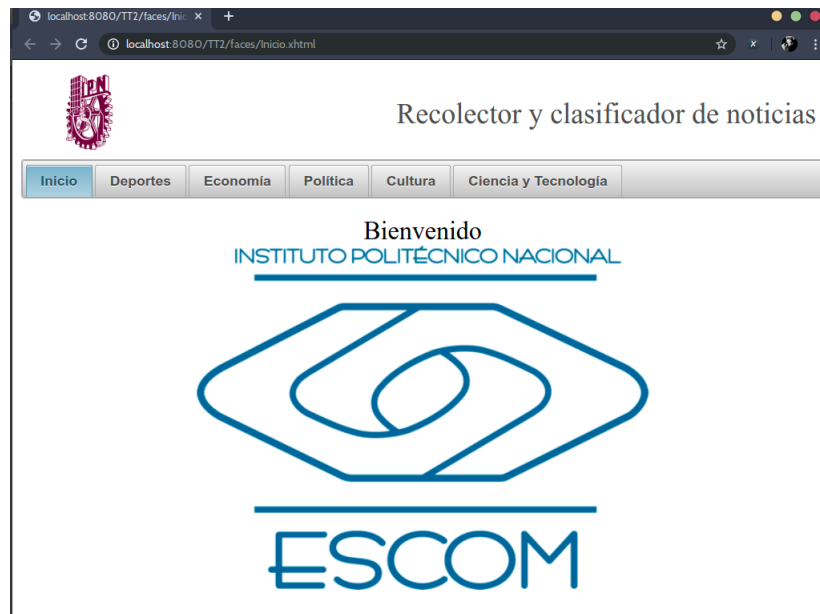 localhost:8080/TT2/faces/Inic
localhost:8080/TT2/faces/Inicio.xhtml
IPN
Recolector y clasificador de noticias
Inicio Deportes Economía Política Cultura Ciencia y Tecnología
Bienvenido
INSTITUTO POLITÉCNICO NACIONAL
ESCOM